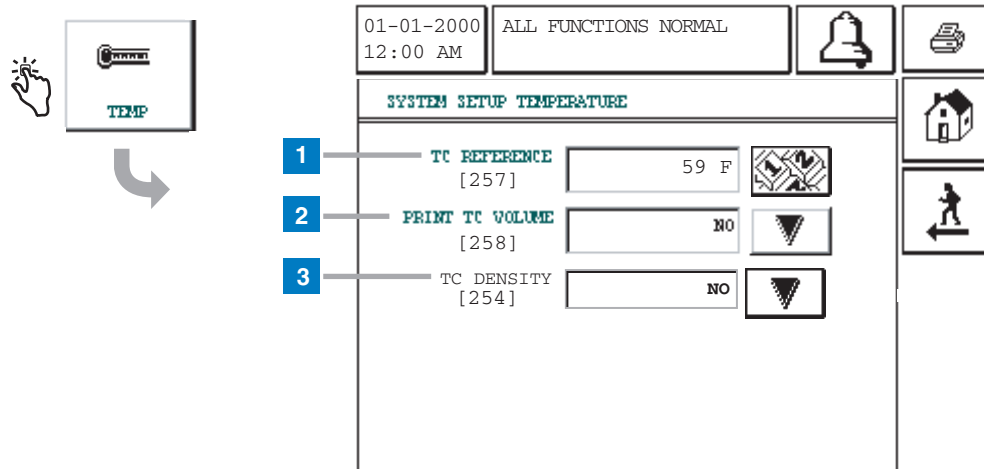 TEMP
01-01-2000
12:00 AM
ALL FUNCTIONS NORMAL
SYSTEM SETUP TEMPERATURE
1 TC REFERENCE
[257]
59 F
2 PRINT TC VOLUME
[258]
NO
3 TC DENSITY
[254]
NO